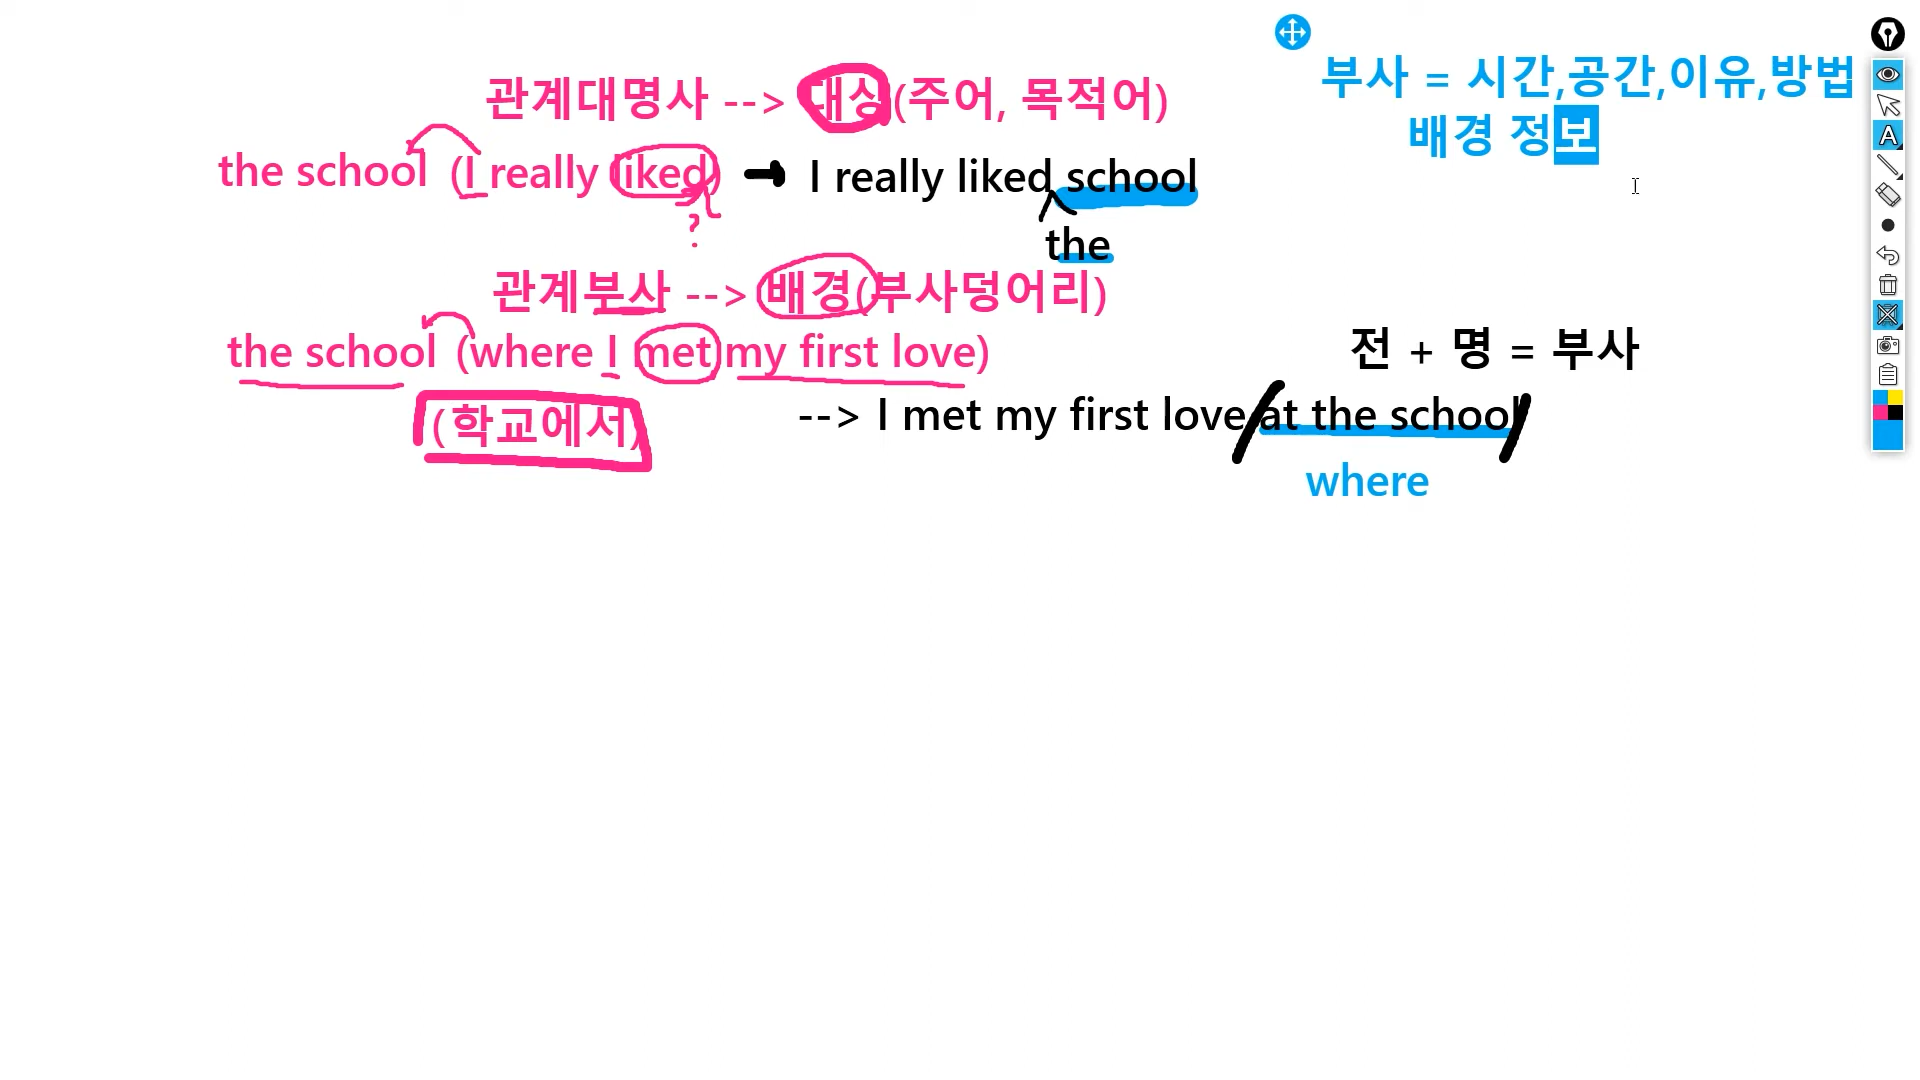 관계대명사 --> 대상(주어, 목적어)
부사 = 시간,공간,이유,방법
배경 정보
the school (I really liked) → I really liked school
?
the
관계부사 --> 배경(부사덩어리)
the school (where I met my first love)
전 + 명 = 부사
(학교에서)
--> I met my first love at the school
where